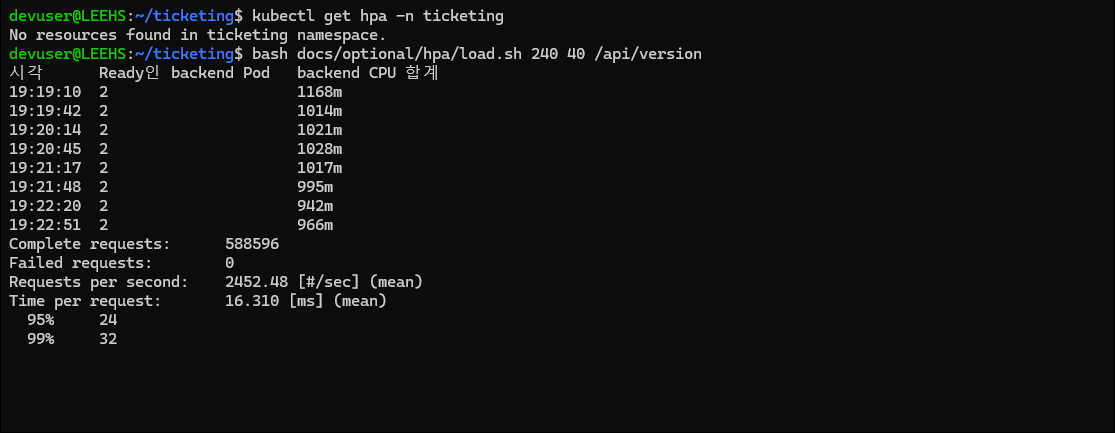 devuser@LEEHS:~/ticketing$ kubectl get hpa -n ticketing
No resources found in ticketing namespace.
devuser@LEEHS:~/ticketing$ bash docs/optional/hpa/load.sh 240 40 /api/version
시각 Ready인 backend Pod backend CPU 합계
19:19:10 2 1168m
19:19:42 2 1014m
19:20:14 2 1021m
19:20:45 2 1028m
19:21:17 2 1017m
19:21:48 2 995m
19:22:20 2 942m
19:22:51 2 966m
Complete requests: 588596
Failed requests: 0
Requests per second: 2452.48 [#/sec] (mean)
Time per request: 16.310 [ms] (mean)
95% 24
99% 32